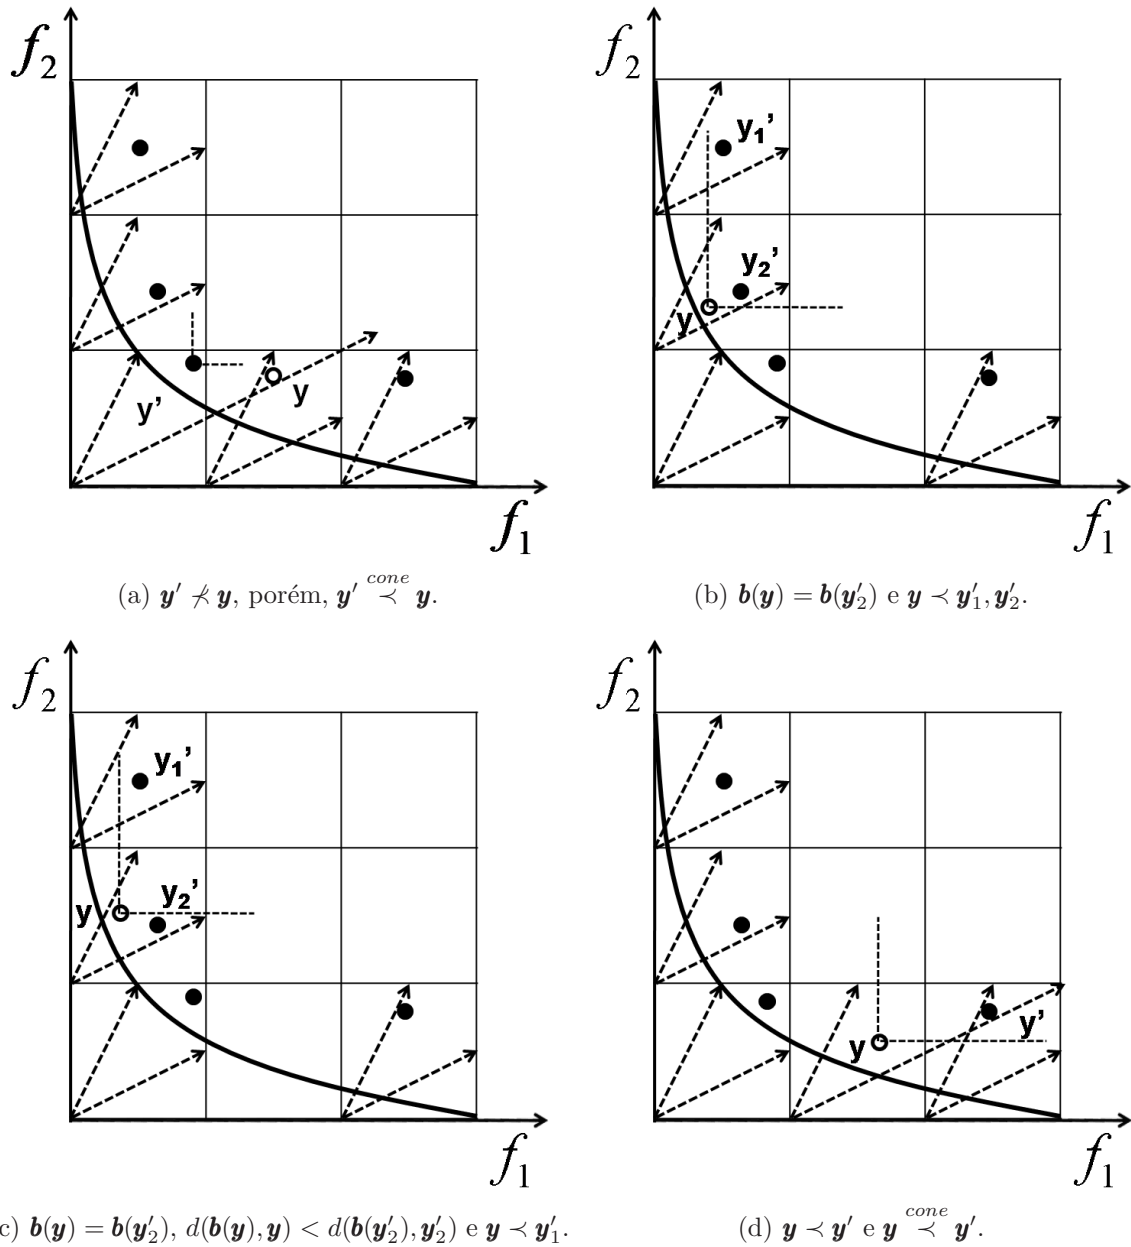 f₂ f₂
y₁’
y₂’
y
y’ y
f₁ f₁
(a) y′ ⊀ y, porém, y′ cone≺ y. (b) b(y) = b(y′₂) e y ≺ y′₁, y′₂.
f₂ f₂
y₁’
y₂’
y
y’
y
f₁ f₁
c) b(y) = b(y′₂), d(b(y), y) < d(b(y′₂), y′₂) e y ≺ y′₁. (d) y ≺ y′ e y cone≺ y′.